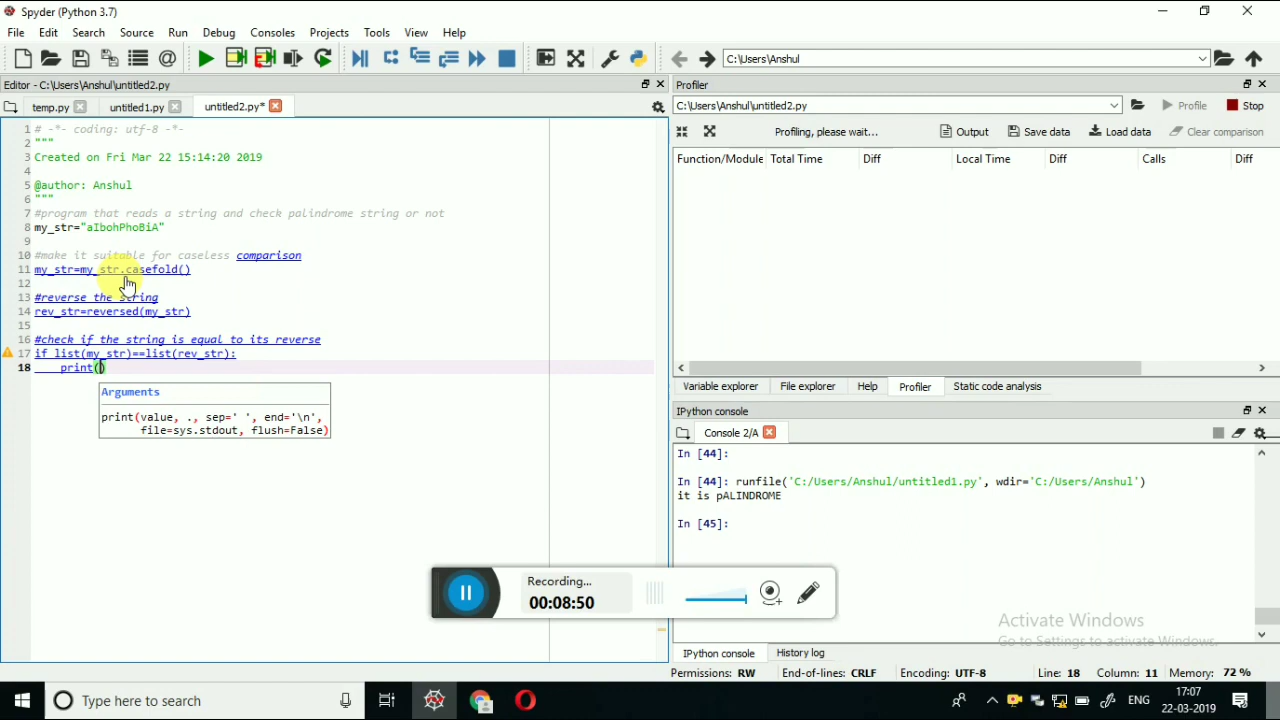 Spyder (Python 3.7)
File Edit Search Source Run Debug Consoles Projects Tools View Help
C:\Users\Anshul
Editor - C:\Users\Anshul\untitled2.py
temp.py untitled1.py untitled2.py*
1 # -*- coding: utf-8 -*-
2 """
3 Created on Fri Mar 22 15:14:20 2019
4
5 @author: Anshul
6 """
7 #program that reads a string and check palindrome string or not
8 my_str="aIbohPhoBiA"
9
10 #make it suitable for caseless comparison
11 my_str=my_str.casefold()
12
13 #reverse the string
14 rev_str=reversed(my_str)
15
16 #check if the string is equal to its reverse
17 if list(my_str)==list(rev_str):
18 print()
Arguments
print(value, ., sep=' ', end='\n',
file=sys.stdout, flush=False)
Profiler
C:\Users\Anshul\untitled2.py
Profile Stop
Profiling, please wait... Output Save data Load data Clear comparison
Function/Module Total Time Diff Local Time Diff Calls Diff
Variable explorer File explorer Help Profiler Static code analysis
IPython console
Console 2/A
In [44]:
In [44]: runfile('C:/Users/Anshul/untitled1.py', wdir='C:/Users/Anshul')
it is pALINDROME
In [45]:
Recording...
00:08:50
Activate Windows
Go to Settings to activate Windows.
IPython console History log
Permissions: RW End-of-lines: CRLF Encoding: UTF-8 Line: 18 Column: 11 Memory: 72 %
Type here to search
ENG
17:07
22-03-2019